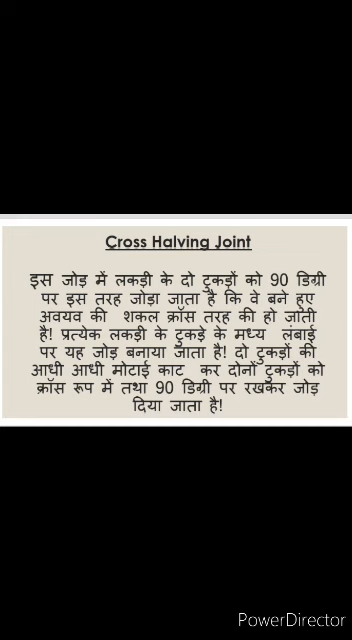 Cross Halving Joint
इस जोड़ में लकड़ी के दो टुकड़ों को 90 डिग्री
पर इस तरह जोड़ा जाता है कि वे बने हुए
अवयव की शकल क्रॉस तरह की हो जाती
है! प्रत्येक लकड़ी के टुकड़े के मध्य लंबाई
पर यह जोड़ बनाया जाता है! दो टुकड़ों की
आधी आधी मोटाई काट कर दोनों टुकड़ों को
क्रॉस रूप में तथा 90 डिग्री पर रखकर जोड़
दिया जाता है!
PowerDirector